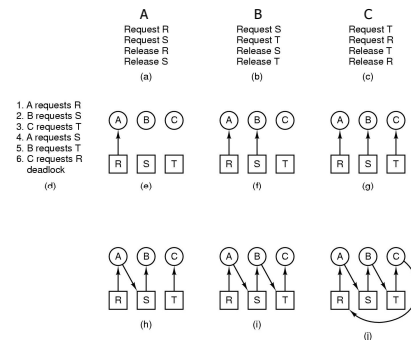 A B C
Request R Request S Request T
Request S Request T Request R
Release R Release S Release T
Release S Release T Release R
(a) (b) (c)
1. A requests R
2. B requests S
3. C requests T
4. A requests S
5. B requests T
6. C requests R
deadlock
(d)
A B C
R S T
(e)
A B C
R S T
(f)
A B C
R S T
(g)
A B C
R S T
(h)
A B C
R S T
(i)
A B C
R S T
(j)